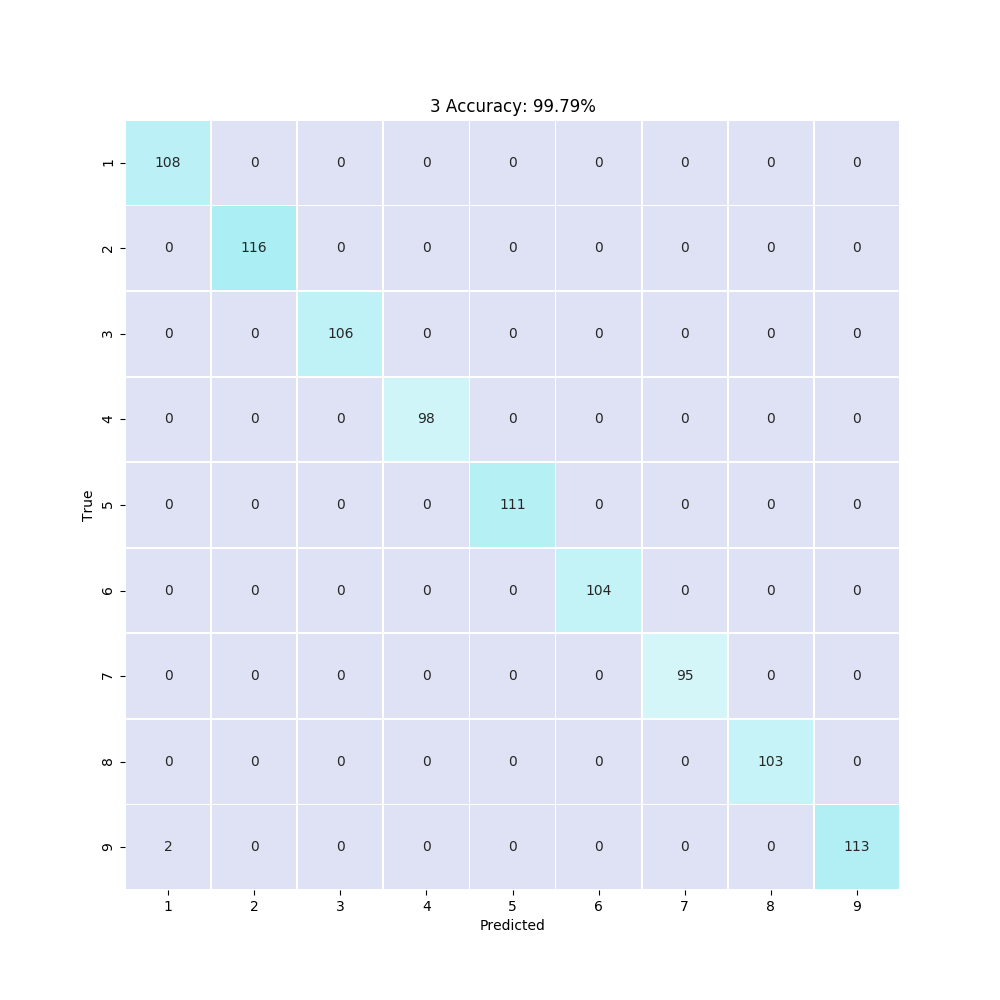 3 Accuracy: 99.79%
1 108 0 0 0 0 0 0 0 0
2 0 116 0 0 0 0 0 0 0
3 0 0 106 0 0 0 0 0 0
4 0 0 0 98 0 0 0 0 0
5 0 0 0 0 111 0 0 0 0
True
6 0 0 0 0 0 104 0 0 0
7 0 0 0 0 0 0 95 0 0
8 0 0 0 0 0 0 0 103 0
9 2 0 0 0 0 0 0 0 113
1 2 3 4 5 6 7 8 9
Predicted